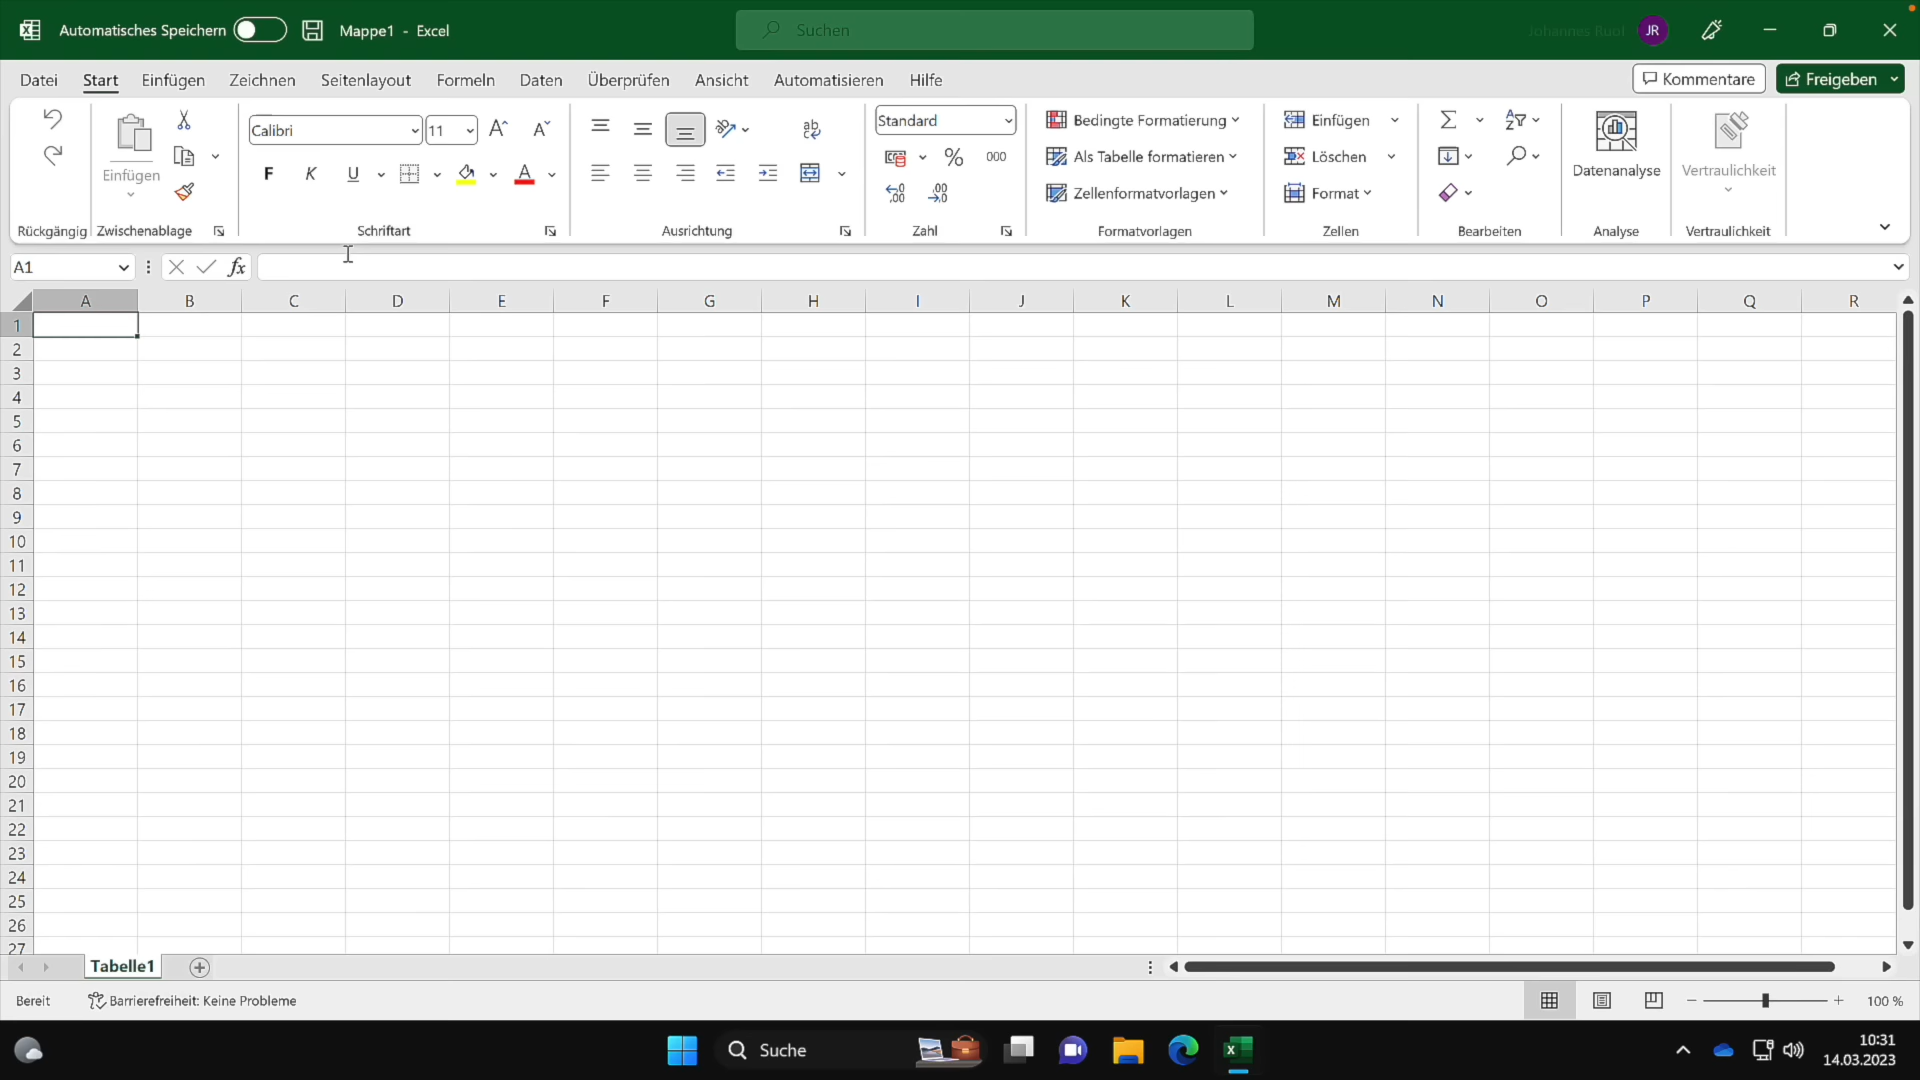 Automatisches Speichern
Mappe1 - Excel
Suchen
Johannes Ruol
JR
Datei Start Einfügen Zeichnen Seitenlayout Formeln Daten Überprüfen Ansicht Automatisieren Hilfe
Kommentare
Freigeben
Einfügen
Rückgängig
Zwischenablage
Calibri
11
F K U A
Schriftart
ab
Ausrichtung
Standard
% 000
Zahl
Bedingte Formatierung
Als Tabelle formatieren
Zellenformatvorlagen
Formatvorlagen
Einfügen
Löschen
Format
Zellen
Bearbeiten
Datenanalyse
Analyse
Vertraulichkeit
Vertraulichkeit
A1
fx
A B C D E F G H I J K L M N O P Q R
1
2
3
4
5
6
7
8
9
10
11
12
13
14
15
16
17
18
19
20
21
22
23
24
25
26
27
Tabelle1
Bereit
Barrierefreiheit: Keine Probleme
100 %
Suche
10:31
14.03.2023